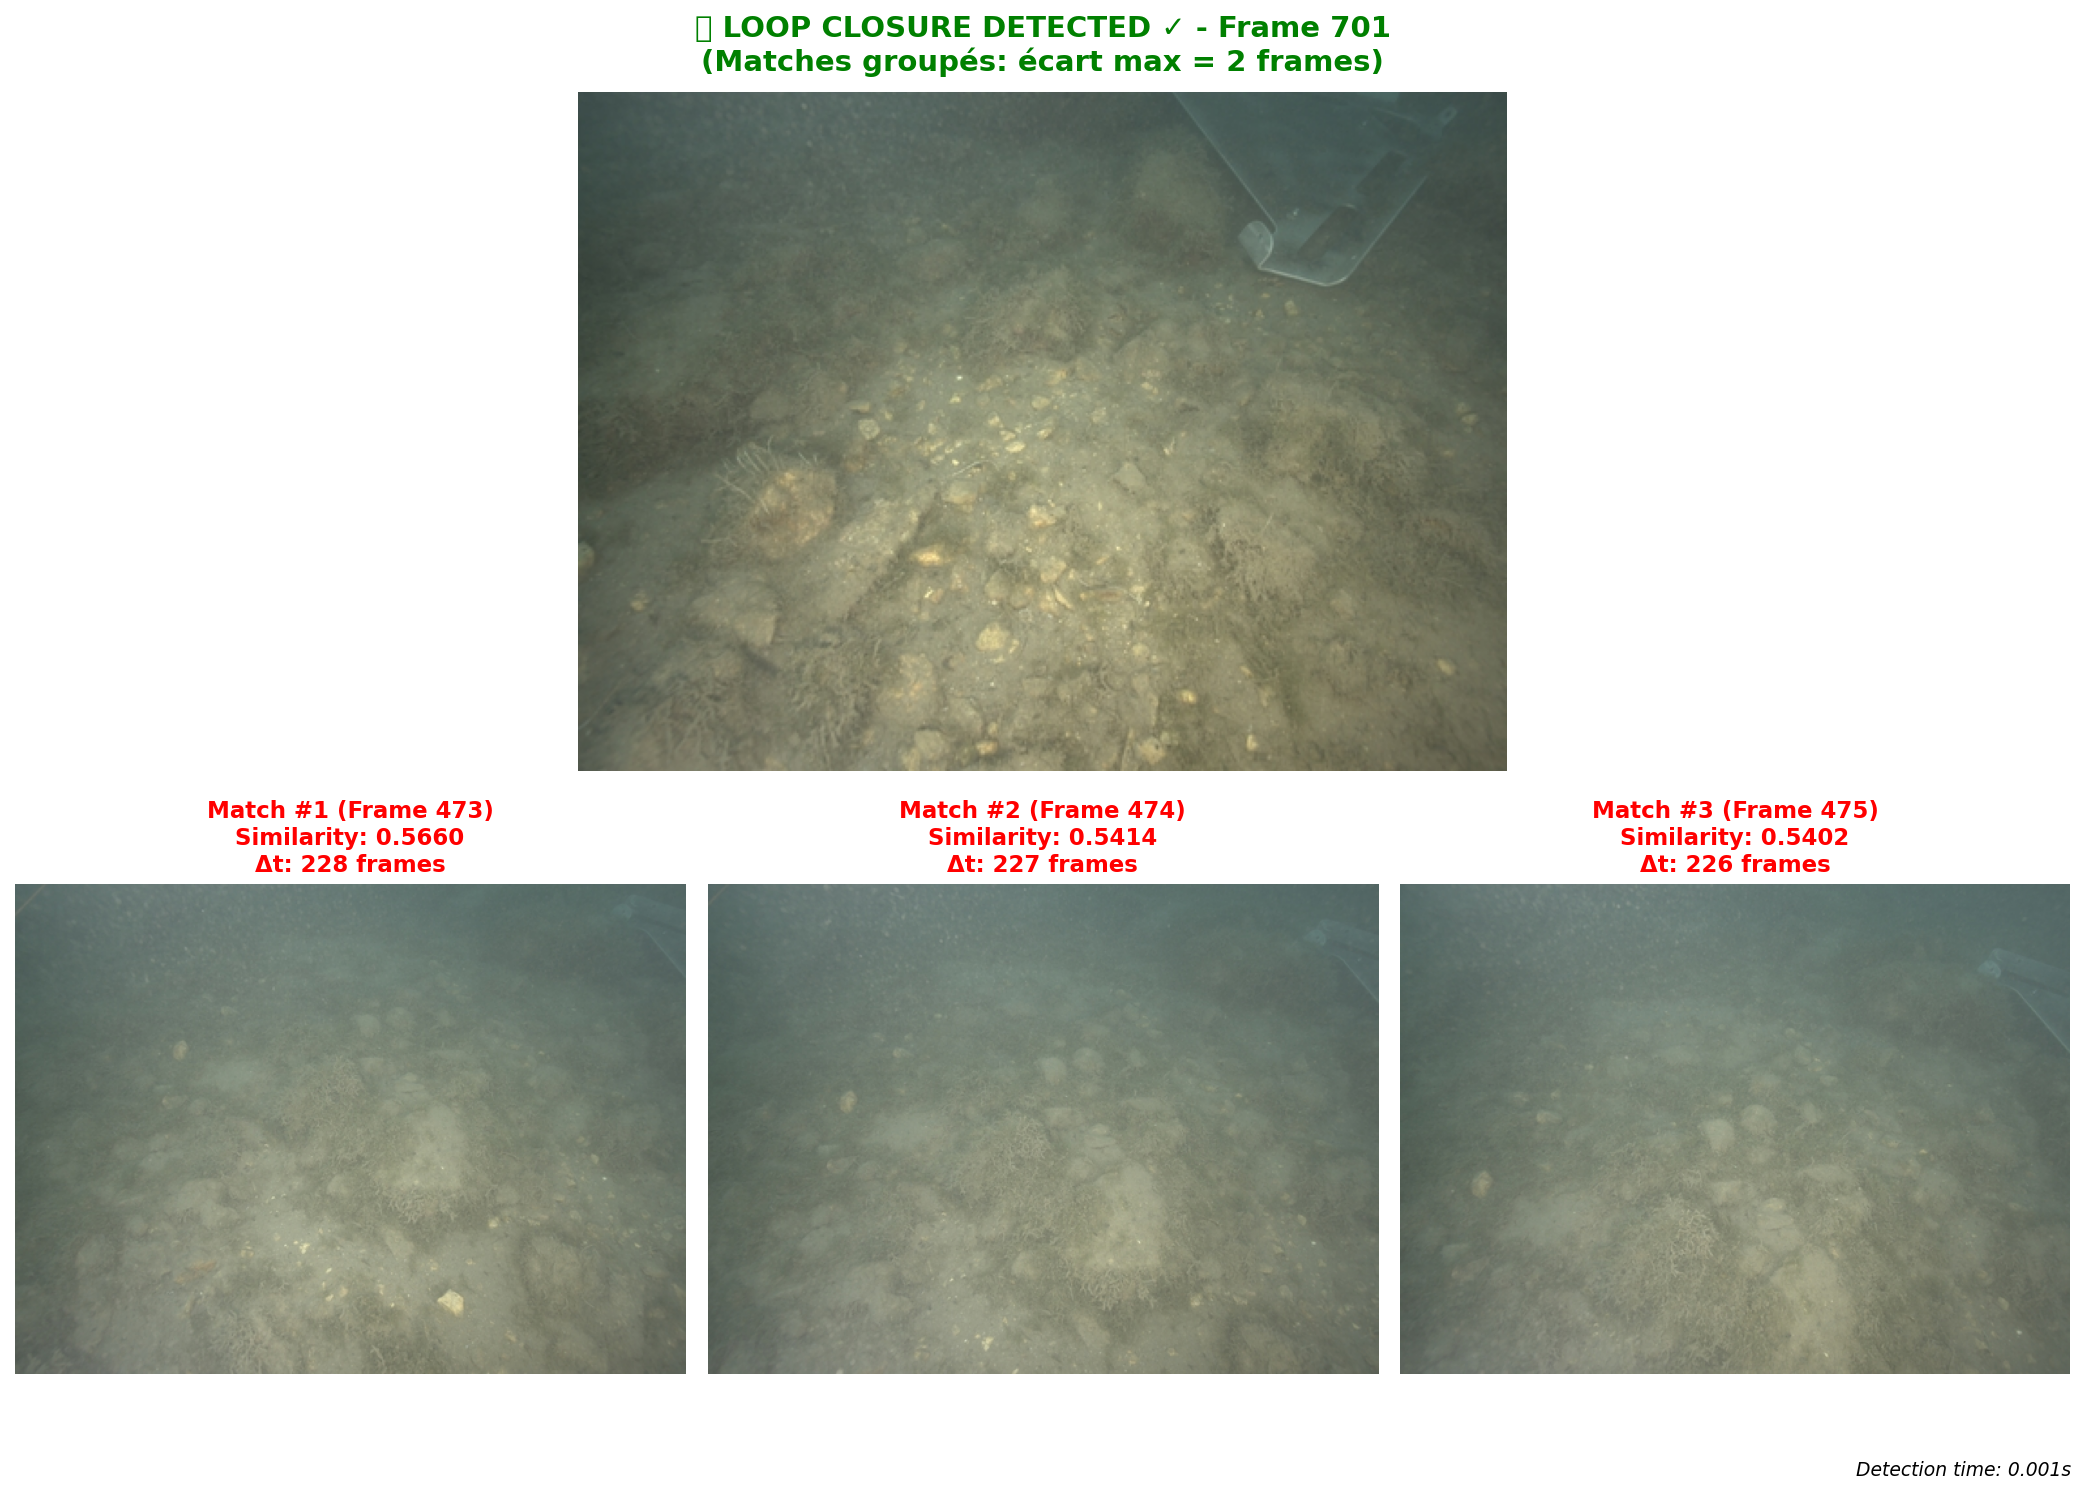 LOOP CLOSURE DETECTED ✓ - Frame 701
(Matches groupés: écart max = 2 frames)
Match #1 (Frame 473)
Similarity: 0.5660
Δt: 228 frames
Match #2 (Frame 474)
Similarity: 0.5414
Δt: 227 frames
Match #3 (Frame 475)
Similarity: 0.5402
Δt: 226 frames
Detection time: 0.001s